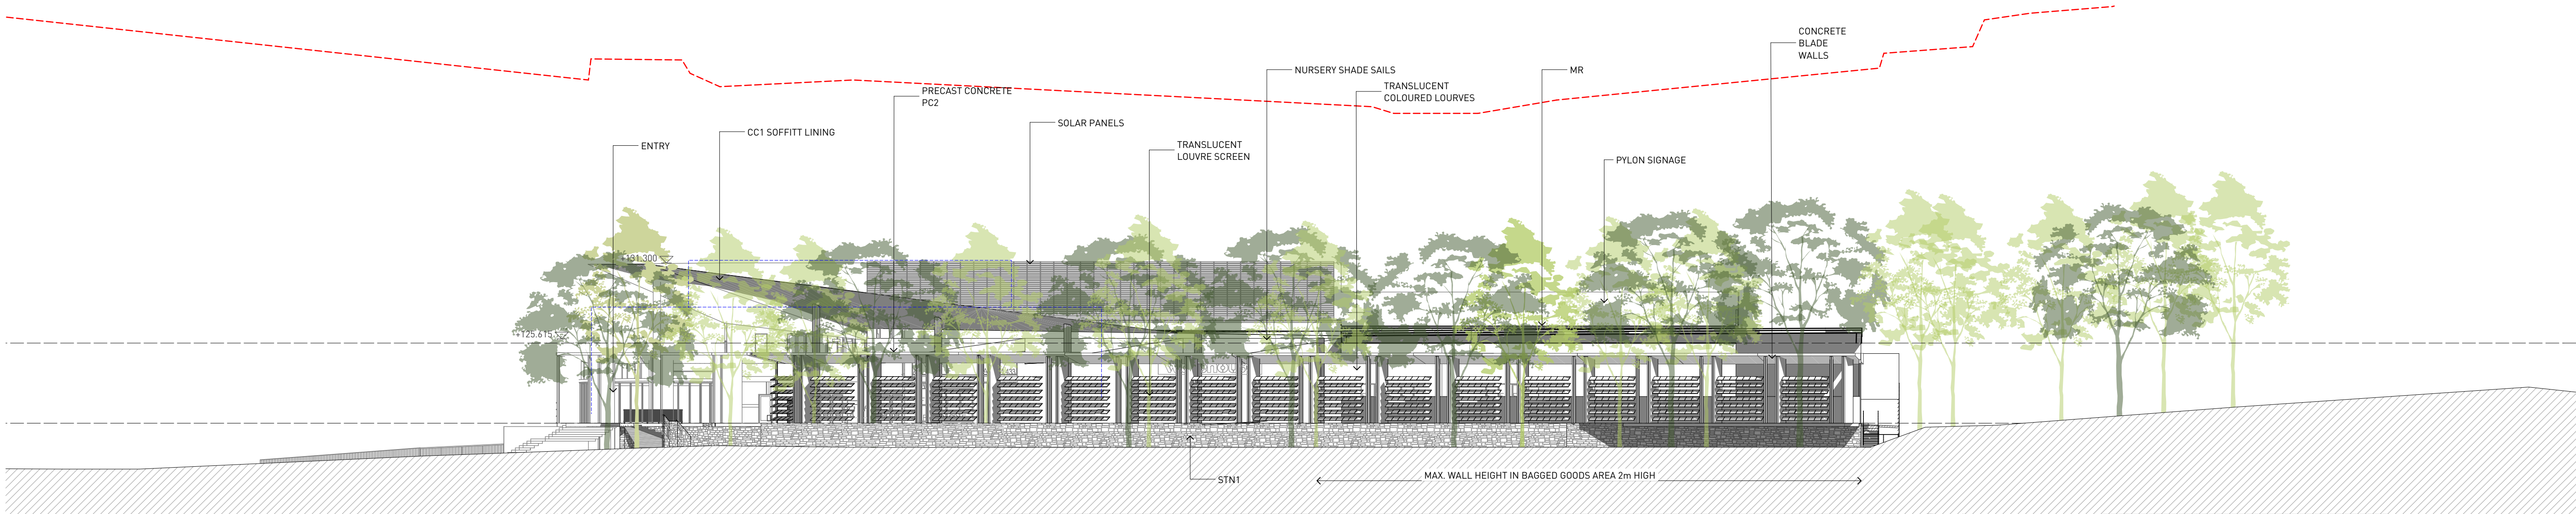 CONCRETE
BLADE
WALLS
NURSERY SHADE SAILS
MR
TRANSLUCENT
COLOURED LOURVES
PRECAST CONCRETE
PC2
SOLAR PANELS
CC1 SOFFITT LINING
ENTRY
TRANSLUCENT
LOUVRE SCREEN
PYLON SIGNAGE
+131.300
+125.615
MAX. WALL HEIGHT IN BAGGED GOODS AREA 2m HIGH
STN1